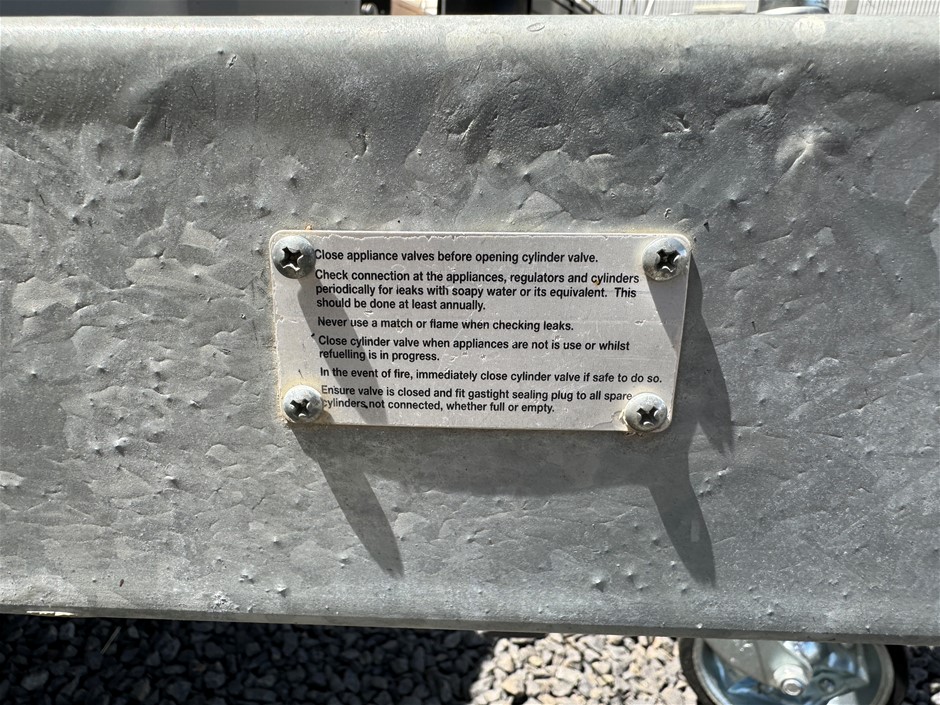 Close appliance valves before opening cylinder valve.
Check connection at the appliances, regulators and cylinders
periodically for leaks with soapy water or its equivalent. This
should be done at least annually.
Never use a match or flame when checking leaks.
Close cylinder valve when appliances are not is use or whilst
refuelling is in progress.
In the event of fire, immediately close cylinder valve if safe to do so.
Ensure valve is closed and fit gastight sealing plug to all spare
cylinders not connected, whether full or empty.